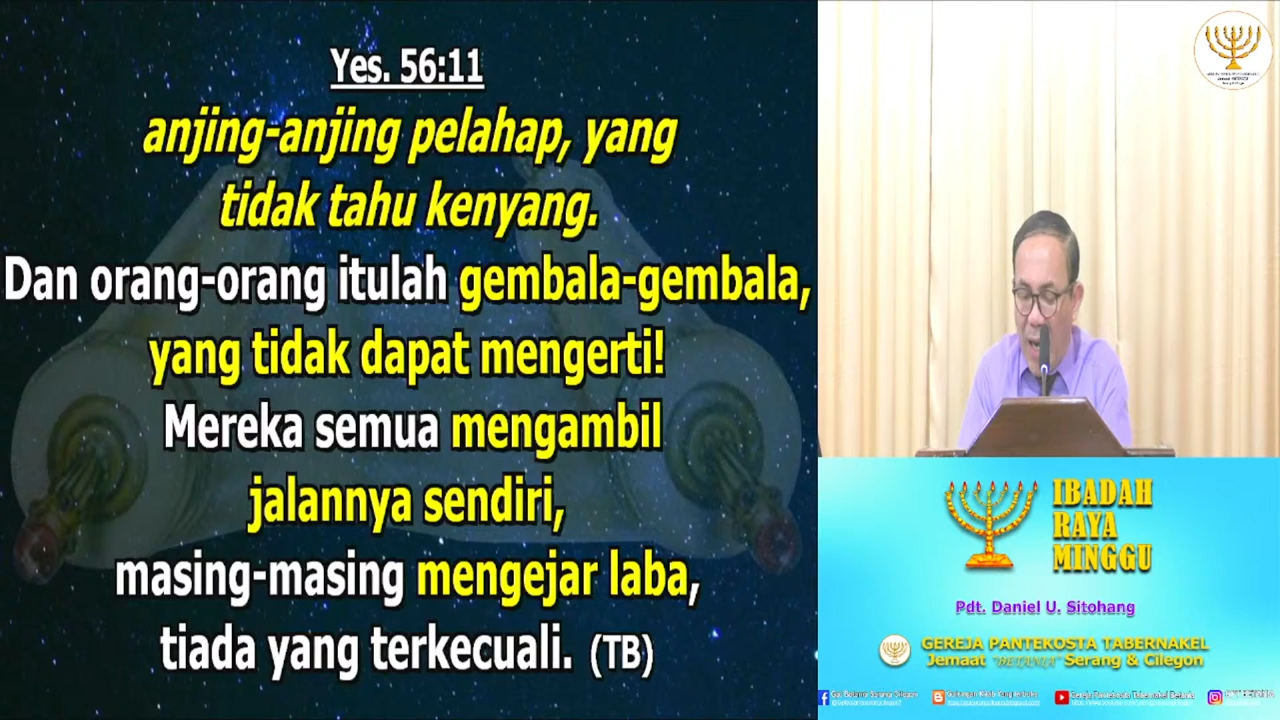 Yes. 56:11
anjing-anjing pelahap, yang
tidak tahu kenyang.
Dan orang-orang itulah gembala-gembala,
yang tidak dapat mengerti!
Mereka semua mengambil
jalannya sendiri,
masing-masing mengejar laba,
tiada yang terkecuali. (TB)
IBADAH
RAYA
MINGGU
Pdt. Daniel U. Sitohang
GEREJA PANTEKOSTA TABERNAKEL
Jemaat "BETANIA" Serang & Cilegon